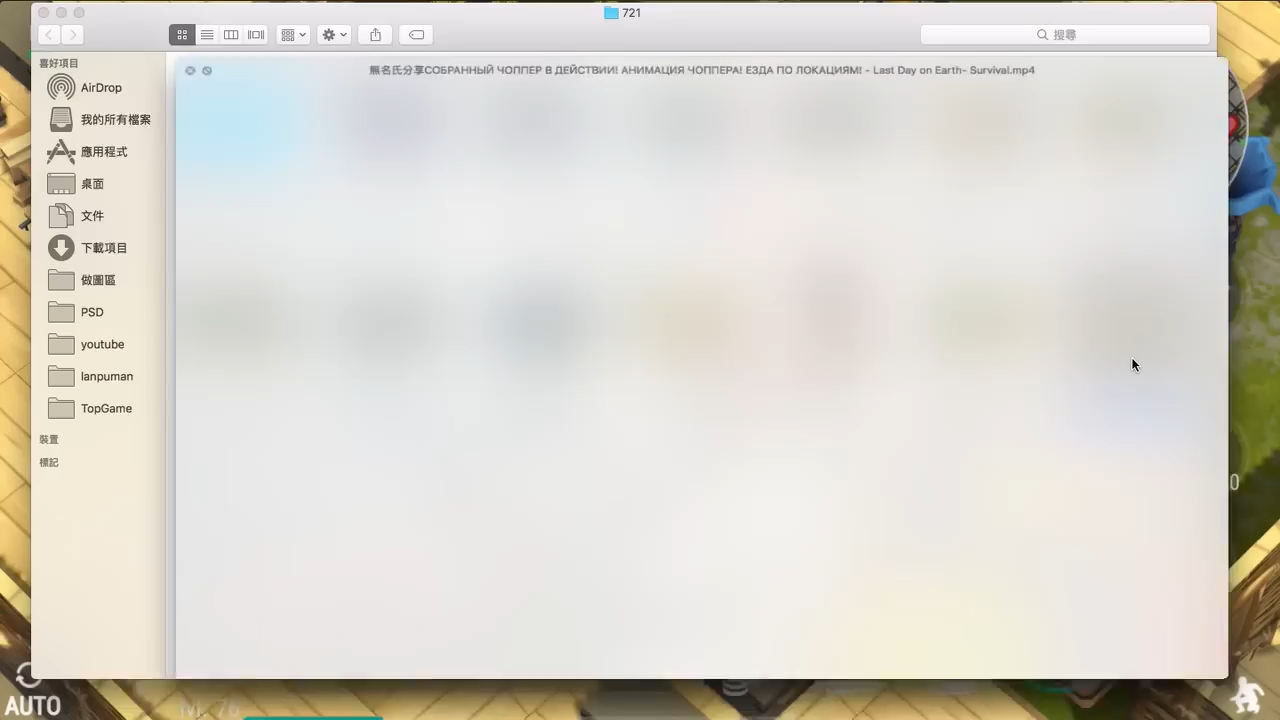 721
搜尋
喜好項目
無名氏分享СОБРАННЫЙ ЧОППЕР В ДЕЙСТВИИ! АНИМАЦИЯ ЧОППЕРА! ЕЗДА ПО ЛОКАЦИЯМ! - Last Day on Earth- Survival.mp4
AirDrop
我的所有檔案
應用程式
桌面
文件
下載項目
做圖區
PSD
youtube
lanpuman
TopGame
裝置
標記
0
AUTO